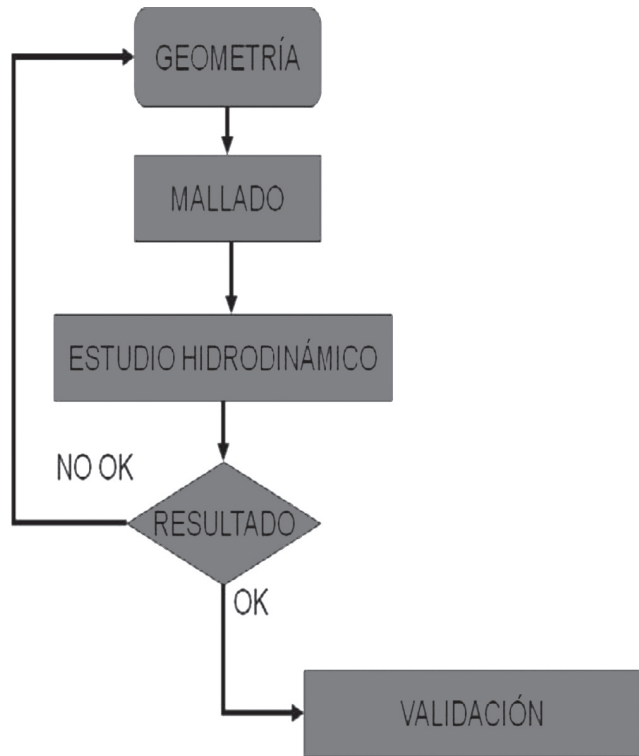 GEOMETRÍA
MALLADO
ESTUDIO HIDRODINÁMICO
NO OK
RESULTADO
OK
VALIDACIÓN